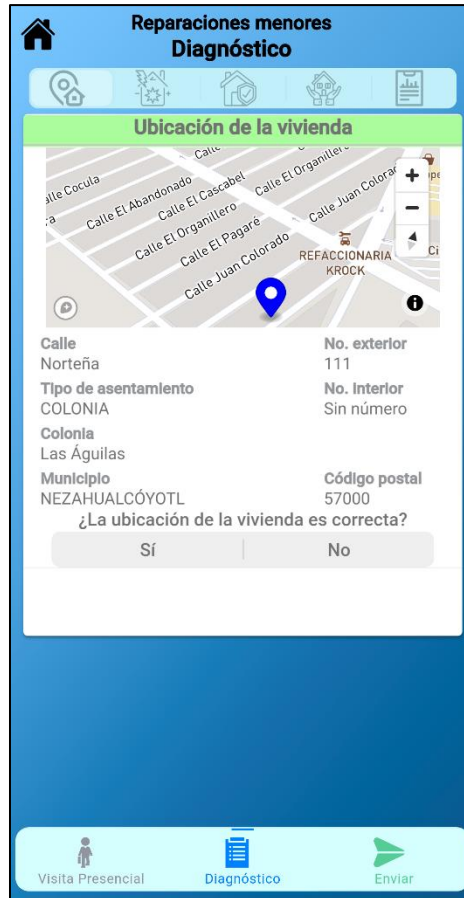 Reparaciones menores
Diagnóstico
Ubicación de la vivienda
Calle
Calle El Organillero
alle Cocula
Calle El Abandonado
Calle El Cascabel
Calle Juan Colora
+
Calle El Organillero
Calle El Pagaré
−
Calle Juan Colorado
REFACCIONARIA
KROCK
Ci
Calle
No. exterior
Norteña
111
Tipo de asentamiento
No. Interior
COLONIA
Sin número
Colonia
Las Águilas
Municipio
Código postal
NEZAHUALCÓYOTL
57000
¿La ubicación de la vivienda es correcta?
Sí
No
Visita Presencial
Diagnóstico
Enviar